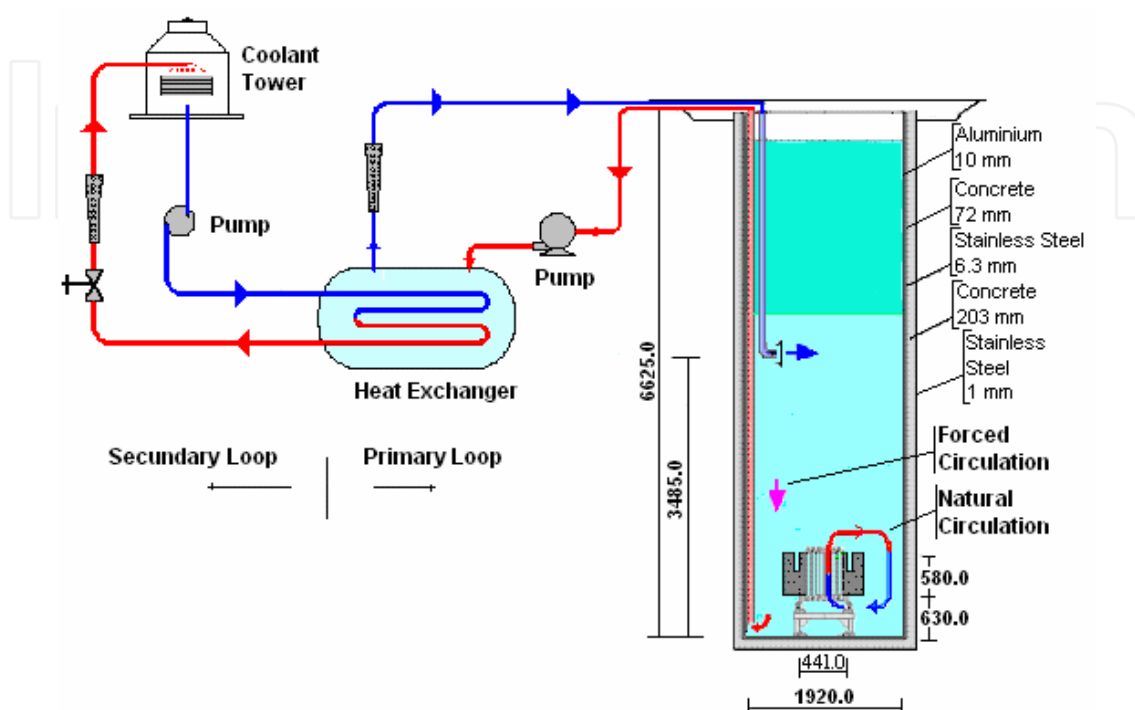 Coolant
Tower
Pump
Pump
Heat Exchanger
Secundary Loop
Primary Loop
6625.0
3485.0
Aluminium
10 mm
Concrete
72 mm
Stainless Steel
6.3 mm
Concrete
203 mm
Stainless
Steel
1 mm
Forced
Circulation
Natural
Circulation
580.0
630.0
441.0
1920.0